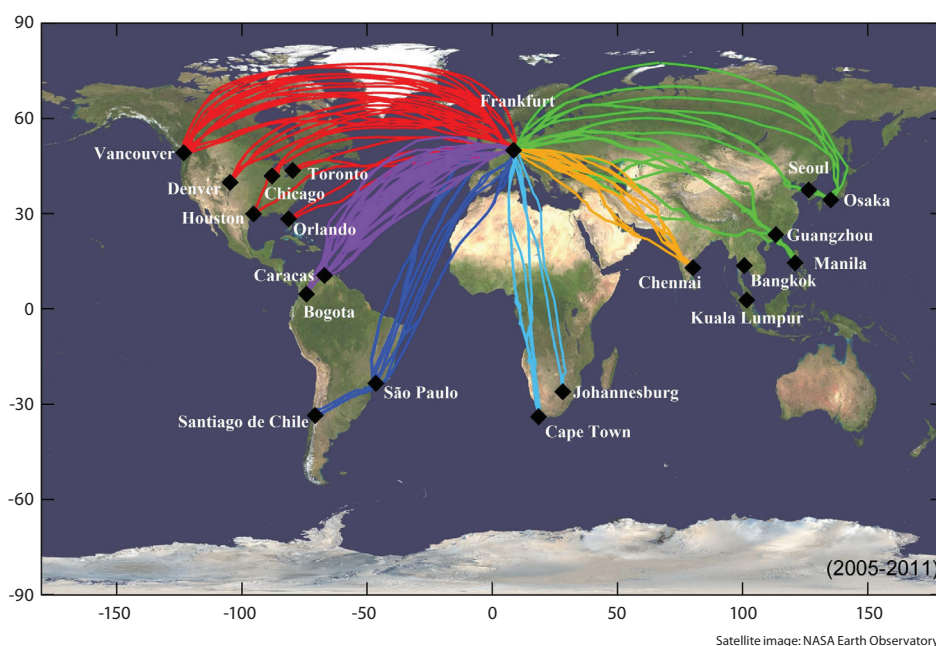 90
60
30
0
-30
-60
-90
-150
-100
-50
0
50
100
150
Frankfurt
Vancouver
Toronto
Denver
Chicago
Houston
Orlando
Seoul
Osaka
Guangzhou
Manila
Caracas
Chennai
Bangkok
Bogota
Kuala Lumpur
São Paulo
Johannesburg
Santiago de Chile
Cape Town
(2005-2011)
Satellite image: NASA Earth Observatory